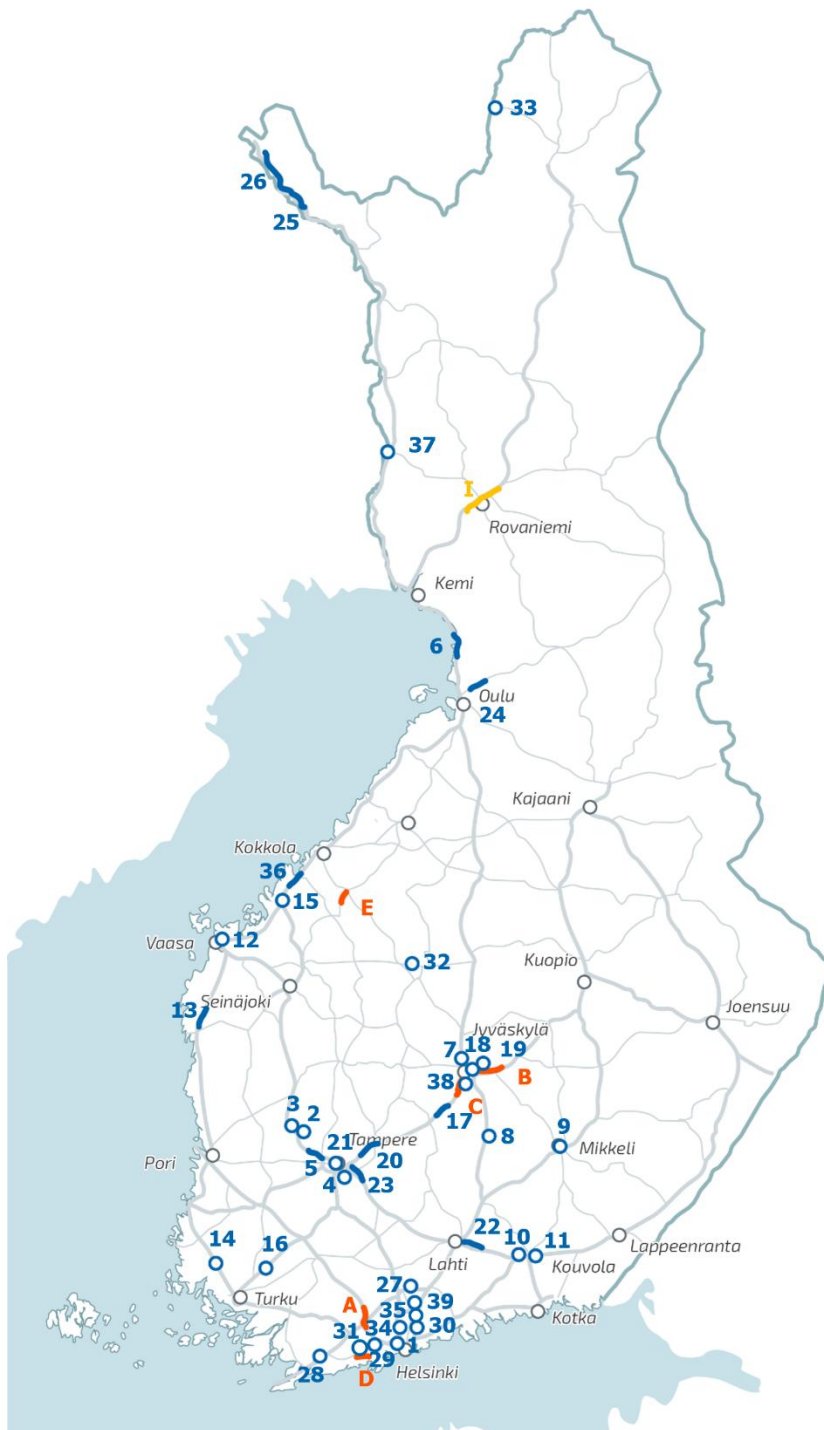 33
26
25
37
I
Rovaniemi
Kemi
6
Oulu
24
Kajaani
Kokkola
36
15
E
12
Vaasa
32
Kuopio
Seinäjoki
13
Joensuu
Jyväskylä
7
18
19
B
38
C
17
3
2
21
Tampere
20
5
4
23
8
9
Mikkeli
Pori
14
16
22
10
11
Lahti
Kouvola
Lappeenranta
27
Turku
A
39
35
Kotka
31
34
30
1
28
29
Helsinki
D